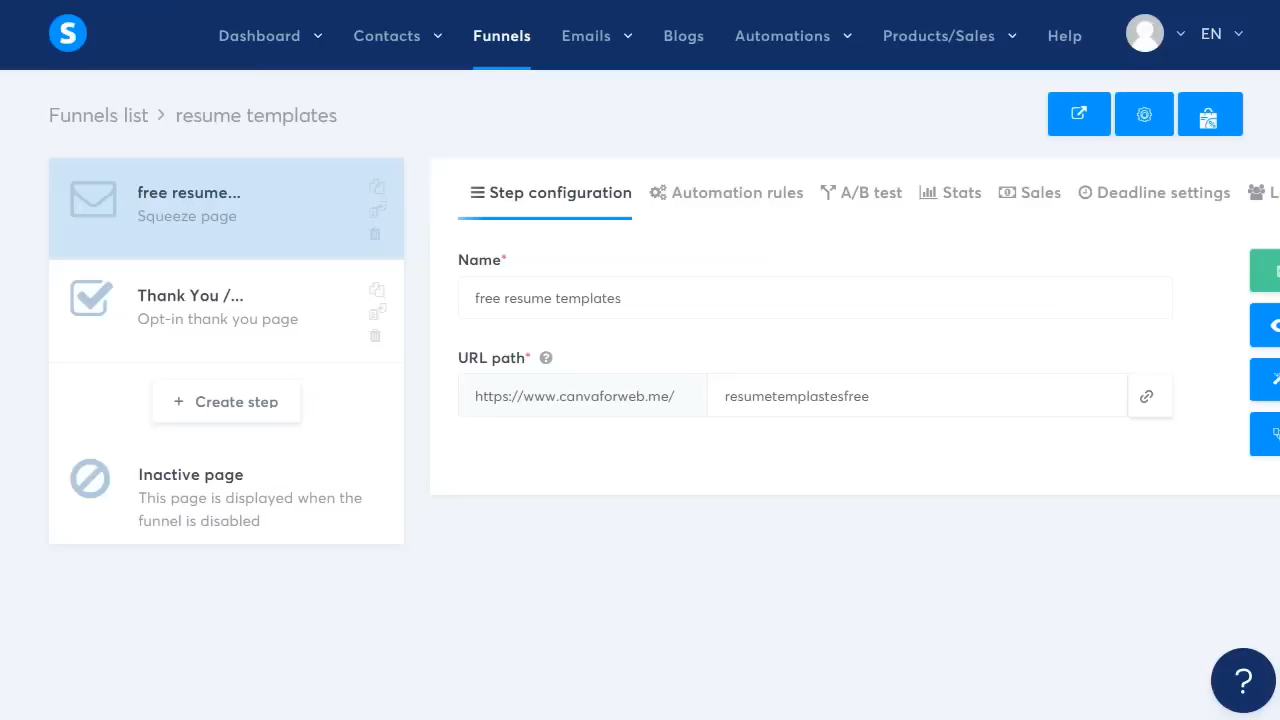 S
Dashboard Contacts Funnels Emails Blogs Automations Products/Sales Help EN
Funnels list > resume templates
free resume...
Squeeze page
Thank You /...
Opt-in thank you page
+ Create step
Inactive page
This page is displayed when the
funnel is disabled
Step configuration Automation rules A/B test Stats Sales Deadline settings L
Name*
free resume templates
URL path* ?
https://www.canvaforweb.me/ resumetemplastesfree
?